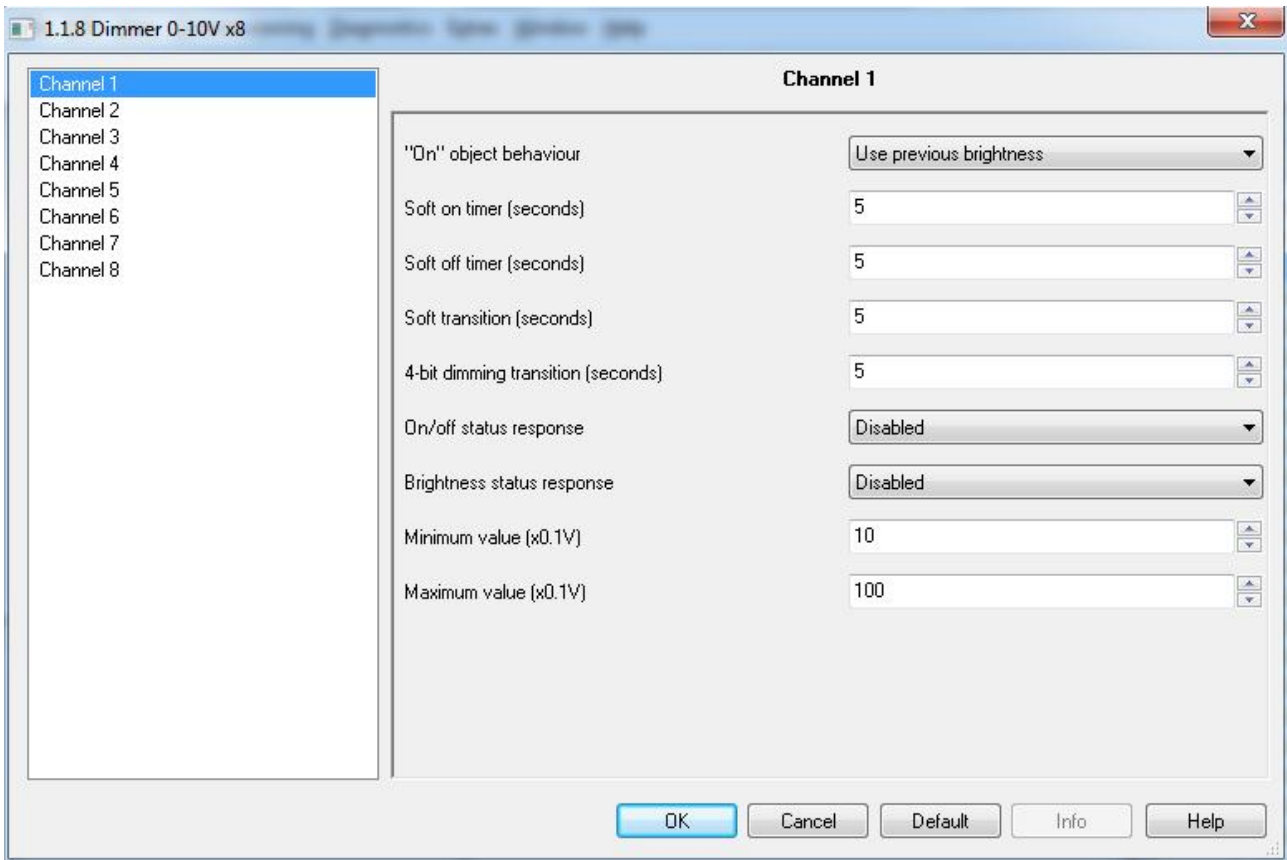 1.1.8 Dimmer 0-10V x8
Channel 1
Channel 2
Channel 3
Channel 4
Channel 5
Channel 6
Channel 7
Channel 8
Channel 1
"On" object behaviour
Use previous brightness
Soft on timer (seconds)
5
Soft off timer (seconds)
5
Soft transition (seconds)
5
4-bit dimming transition (seconds)
5
On/off status response
Disabled
Brightness status response
Disabled
Minimum value (x0.1V)
10
Maximum value (x0.1V)
100
OK
Cancel
Default
Info
Help